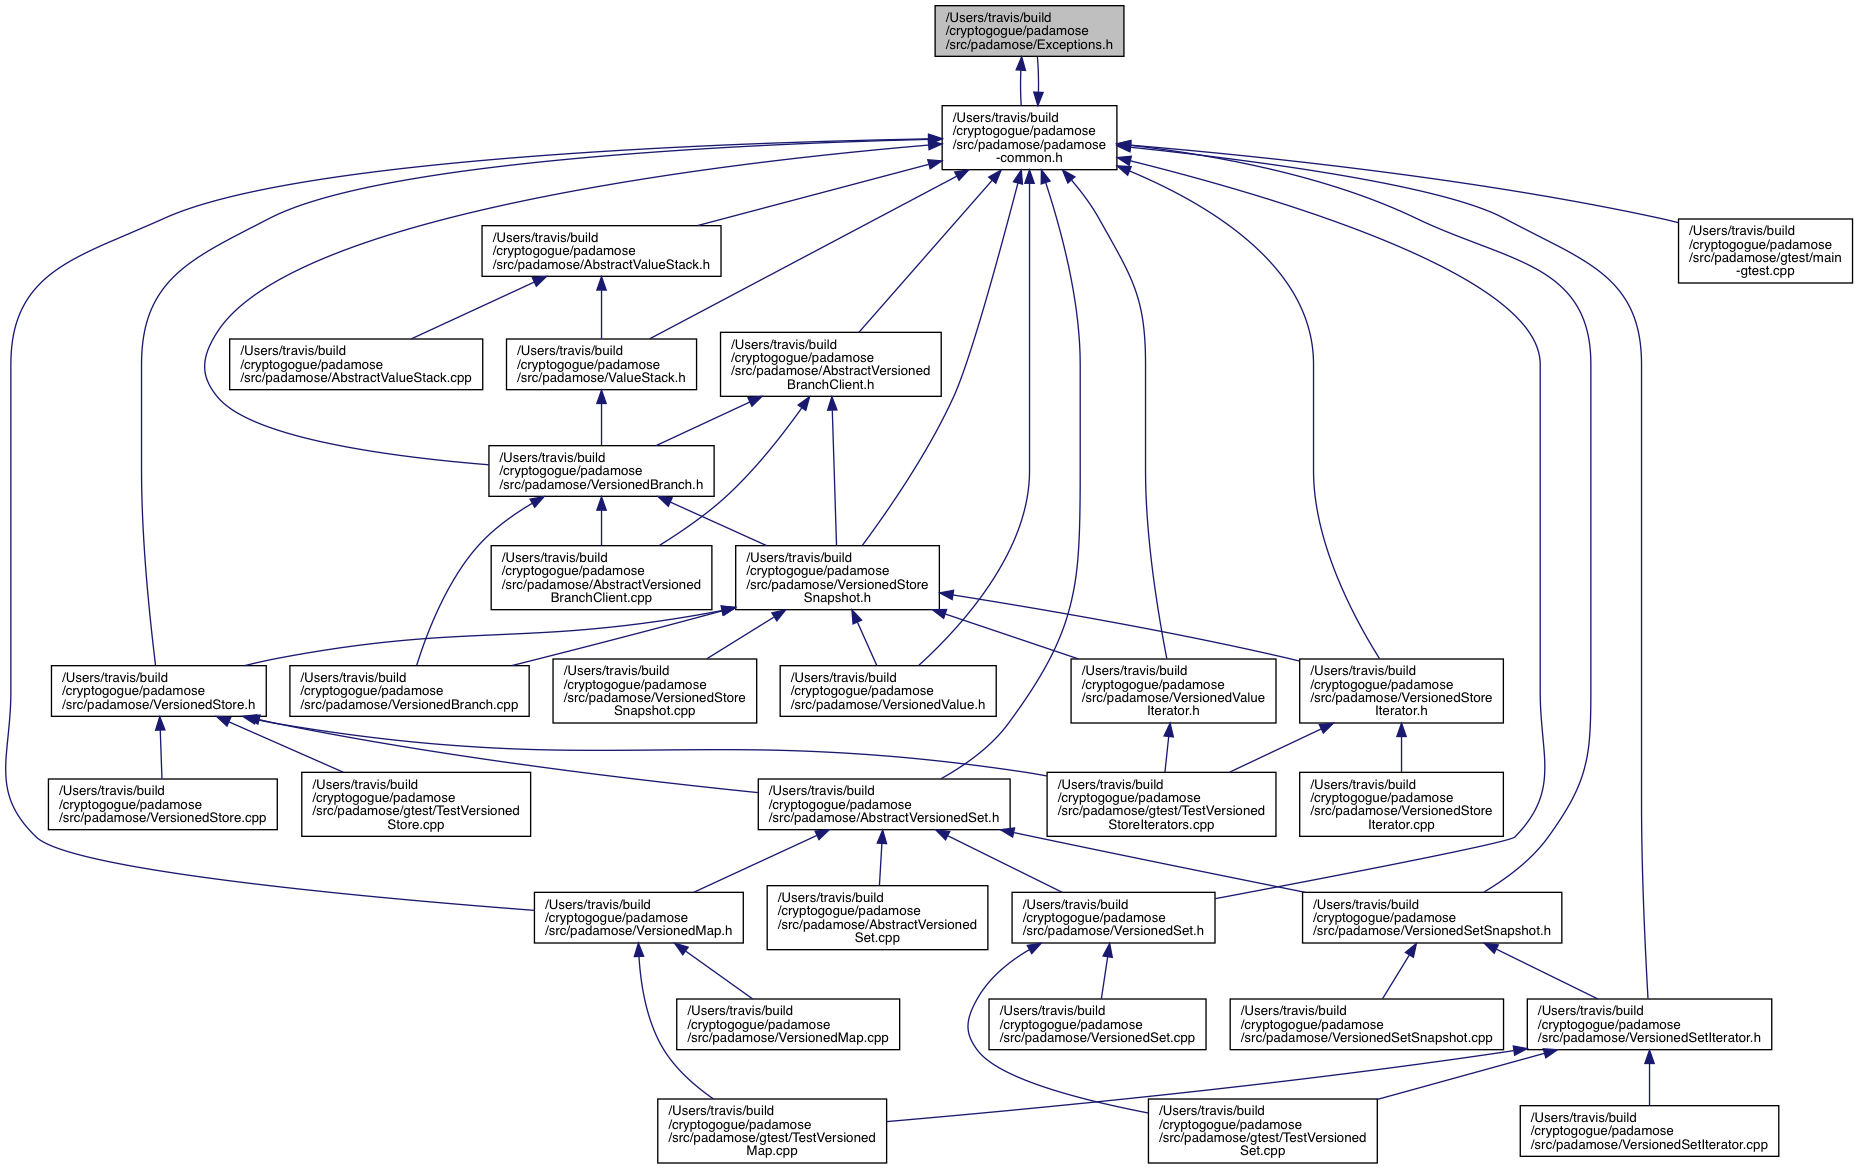 /Users/travis/build
/cryptogogue/padamose
/src/padamose/Exceptions.h
/Users/travis/build
/cryptogogue/padamose
/src/padamose/padamose
-common.h
/Users/travis/build
/cryptogogue/padamose
/src/padamose/gtest/main
-gtest.cpp
/Users/travis/build
/cryptogogue/padamose
/src/padamose/AbstractValueStack.h
/Users/travis/build
/cryptogogue/padamose
/src/padamose/AbstractValueStack.cpp
/Users/travis/build
/cryptogogue/padamose
/src/padamose/ValueStack.h
/Users/travis/build
/cryptogogue/padamose
/src/padamose/AbstractVersioned
BranchClient.h
/Users/travis/build
/cryptogogue/padamose
/src/padamose/VersionedBranch.h
/Users/travis/build
/cryptogogue/padamose
/src/padamose/AbstractVersioned
BranchClient.cpp
/Users/travis/build
/cryptogogue/padamose
/src/padamose/VersionedStore
Snapshot.h
/Users/travis/build
/cryptogogue/padamose
/src/padamose/VersionedStore.h
/Users/travis/build
/cryptogogue/padamose
/src/padamose/VersionedBranch.cpp
/Users/travis/build
/cryptogogue/padamose
/src/padamose/VersionedStore
Snapshot.cpp
/Users/travis/build
/cryptogogue/padamose
/src/padamose/VersionedValue.h
/Users/travis/build
/cryptogogue/padamose
/src/padamose/VersionedValue
Iterator.h
/Users/travis/build
/cryptogogue/padamose
/src/padamose/VersionedStore
Iterator.h
/Users/travis/build
/cryptogogue/padamose
/src/padamose/VersionedStore.cpp
/Users/travis/build
/cryptogogue/padamose
/src/padamose/gtest/TestVersioned
Store.cpp
/Users/travis/build
/cryptogogue/padamose
/src/padamose/AbstractVersionedSet.h
/Users/travis/build
/cryptogogue/padamose
/src/padamose/gtest/TestVersioned
StoreIterators.cpp
/Users/travis/build
/cryptogogue/padamose
/src/padamose/VersionedStore
Iterator.cpp
/Users/travis/build
/cryptogogue/padamose
/src/padamose/VersionedMap.h
/Users/travis/build
/cryptogogue/padamose
/src/padamose/AbstractVersioned
Set.cpp
/Users/travis/build
/cryptogogue/padamose
/src/padamose/VersionedSet.h
/Users/travis/build
/cryptogogue/padamose
/src/padamose/VersionedSetSnapshot.h
/Users/travis/build
/cryptogogue/padamose
/src/padamose/VersionedMap.cpp
/Users/travis/build
/cryptogogue/padamose
/src/padamose/VersionedSet.cpp
/Users/travis/build
/cryptogogue/padamose
/src/padamose/VersionedSetSnapshot.cpp
/Users/travis/build
/cryptogogue/padamose
/src/padamose/VersionedSetIterator.h
/Users/travis/build
/cryptogogue/padamose
/src/padamose/gtest/TestVersioned
Map.cpp
/Users/travis/build
/cryptogogue/padamose
/src/padamose/gtest/TestVersioned
Set.cpp
/Users/travis/build
/cryptogogue/padamose
/src/padamose/VersionedSetIterator.cpp